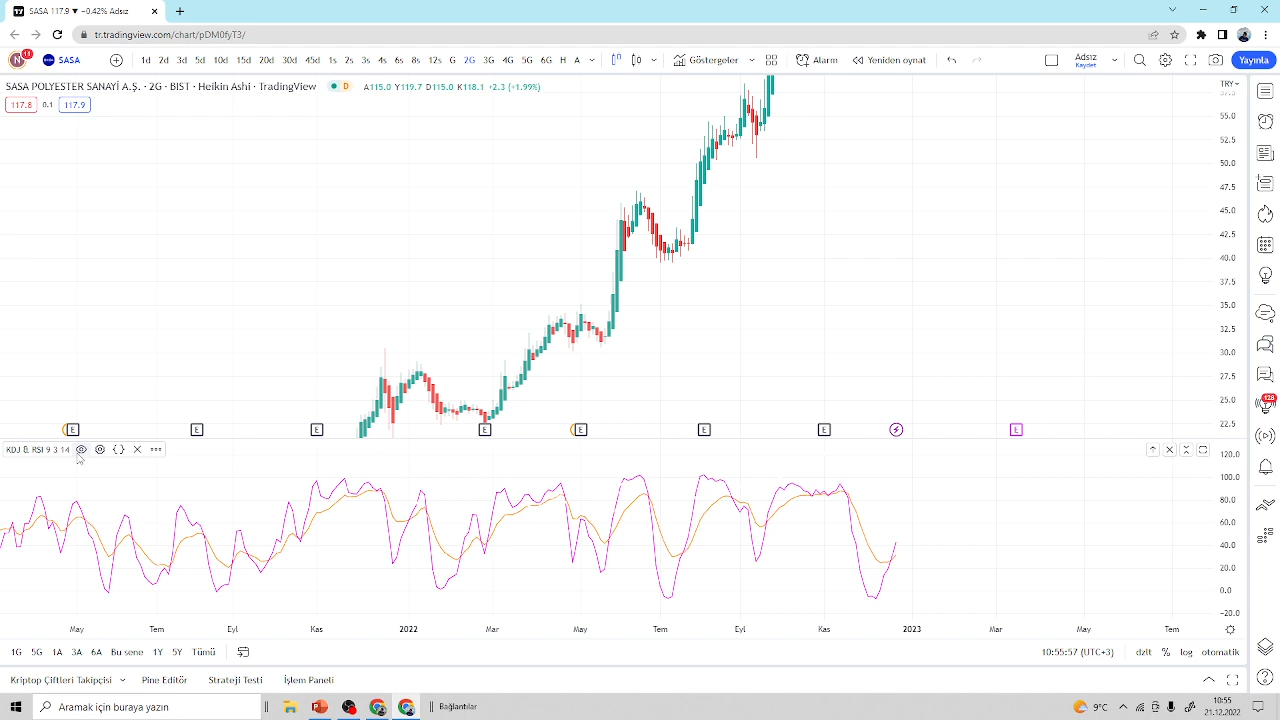 SASA 117.9 ▼ −0.42% Adsız
tr.tradingview.com/chart/pDM0fyT3/
N 14 SASA 1d 2d 3d 5d 10d 15d 20d 30d 45d 1s 2s 3s 4s 6s 8s 12s G 2G 3G 4G 5G H A Göstergeler Alarm Yeniden oynat Adsız Yayınla
Kaydet
SASA POLYESTER SANAYİ A.Ş. · 2G · BIST · Heikin Ashi · TradingView D A115.0 Y119.7 D115.0 K118.1 +2.3 (+1.99%)
TRY
117.8 0.1 117.9
55.0
52.5
50.0
47.5
45.0
42.5
40.0
37.5
35.0
32.5
30.0
27.5
25.0
22.5
E E E E E E E E
128
KDJ & RSI 9 3 14
120.0
100.0
80.0
60.0
40.0
20.0
0.0
−20.0
May Tem Eyl Kas 2022 Mar May Tem Eyl Kas 2023 Mar May Tem
1G 5G 1A 3A 6A Bu sene 1Y 5Y Tümü 10:55:57 (UTC+3) dzlt % log otomatik
Kriptop Çiftleri Takipçisi Pine Editör Strateji Testi İşlem Paneli
Aramak için buraya yazın Bağlantılar 9°C 10:55
21.12.2022